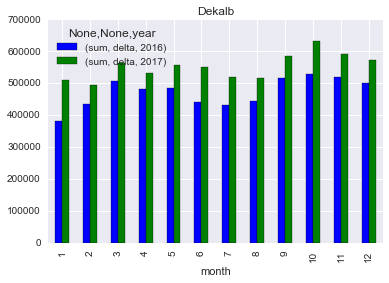 Dekalb
700000
600000
500000
400000
300000
200000
100000
0
None,None,year
(sum, delta, 2016)
(sum, delta, 2017)
1 2 3 4 5 6 7 8 9 10 11 12
month